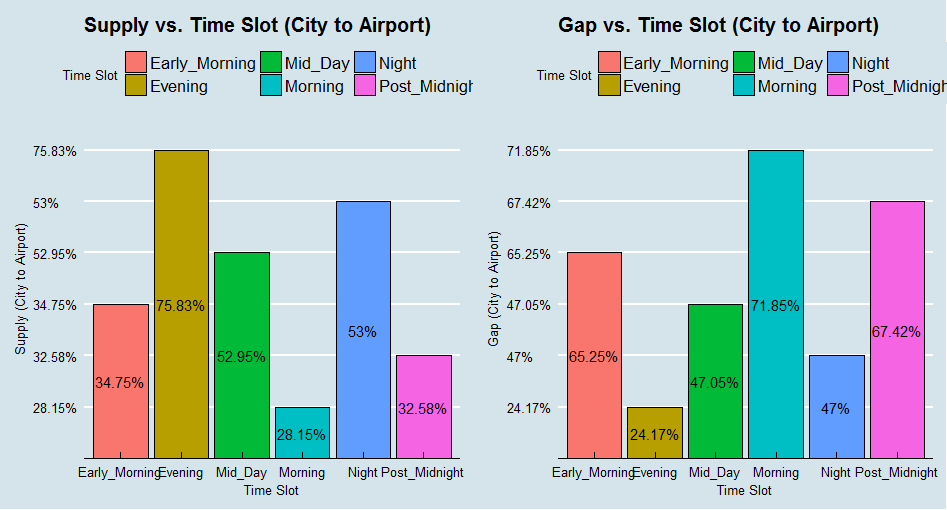 Supply vs. Time Slot (City to Airport)
Time Slot
Early_Morning Mid_Day Night
Evening Morning Post_Midnigh
75.83%
53%
52.95%
34.75%
32.58%
28.15%
Supply (City to Airport)
34.75%
75.83%
52.95%
28.15%
53%
32.58%
Early_Morning Evening Mid_Day Morning Night Post_Midnight
Time Slot
Gap vs. Time Slot (City to Airport)
Time Slot
Early_Morning Mid_Day Night
Evening Morning Post_Midnigh
71.85%
67.42%
65.25%
47.05%
47%
24.17%
Gap (City to Airport)
65.25%
24.17%
47.05%
71.85%
47%
67.42%
Early_Morning Evening Mid_Day Morning Night Post_Midnight
Time Slot